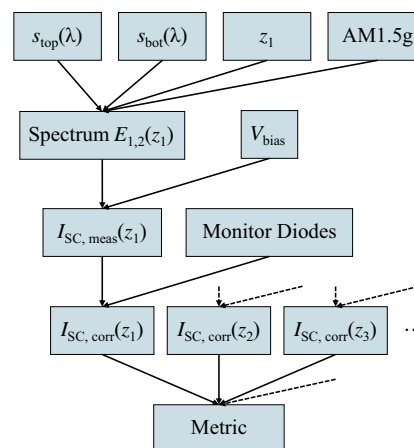 s_top(λ)
s_bot(λ)
z_1
AM1.5g
Spectrum E_1,2(z_1)
V_bias
I_SC, meas(z_1)
Monitor Diodes
I_SC, corr(z_1)
I_SC, corr(z_2)
I_SC, corr(z_3)
..
Metric